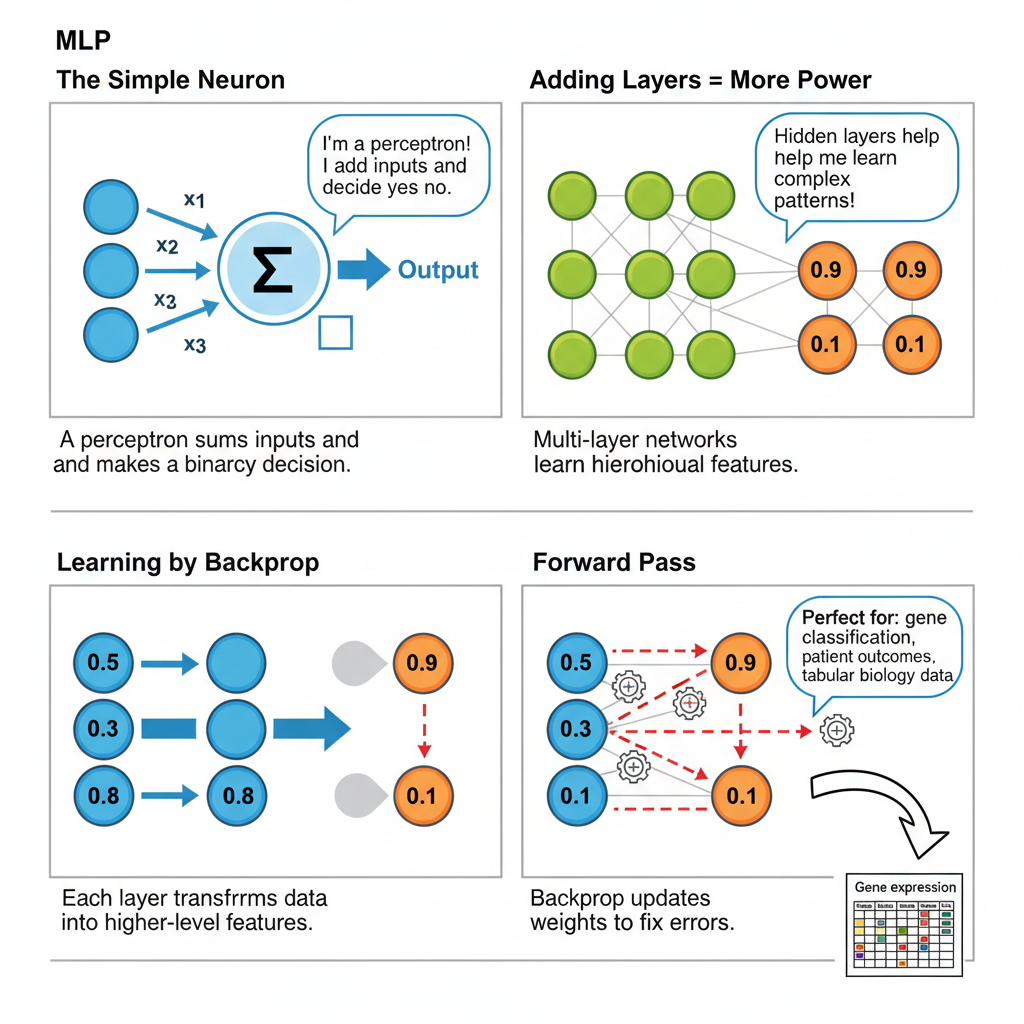 MLP
The Simple Neuron
I'm a perceptron!
I add inputs and
decide yes no.
x1
x2
x3
x3
Σ
Output
A perceptron sums inputs and
and makes a binarcy decision.
Adding Layers = More Power
Hidden layers help
help me learn
complex
patterns!
0.9
0.9
0.1
0.1
Multi-layer networks
learn hierohioual features.
Learning by Backprop
0.5
0.9
0.3
0.8
0.8
0.1
Each layer transfrrms data
into higher-level features.
Forward Pass
Perfect for: gene
classification,
patient outcomes,
tabular biology data
0.5
0.9
0.3
0.1
0.1
Backprop updates
weights to fix errors.
Gene expression